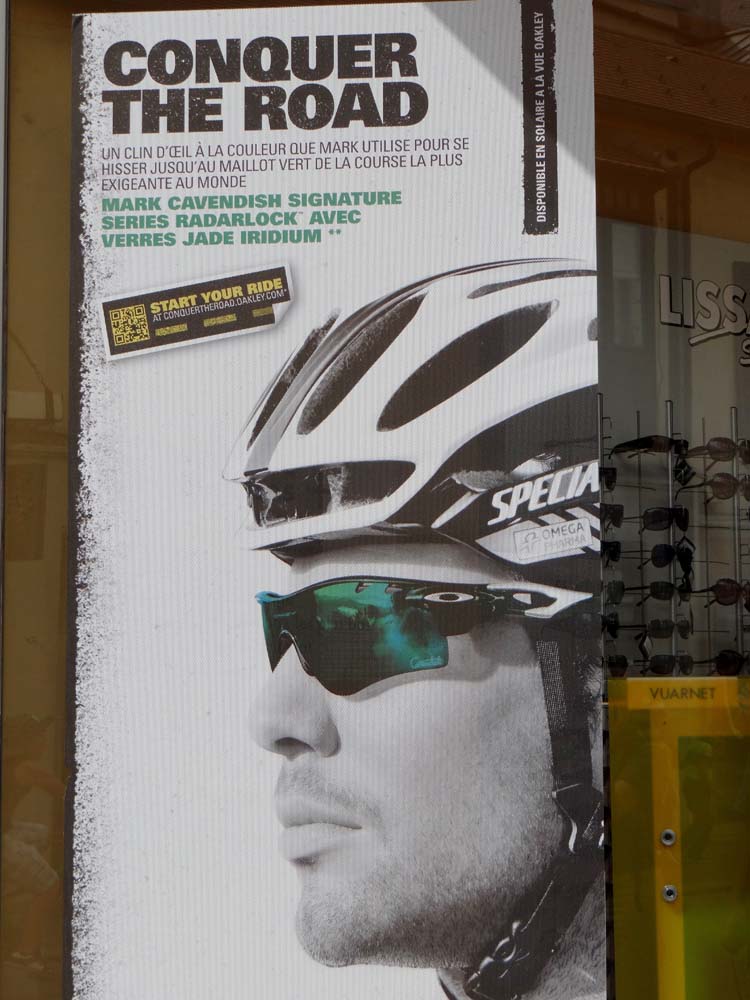 CONQUER
THE ROAD
UN CLIN D'ŒIL À LA COULEUR QUE MARK UTILISE POUR SE
HISSER JUSQU'AU MAILLOT VERT DE LA COURSE LA PLUS
EXIGEANTE AU MONDE
MARK CAVENDISH SIGNATURE
SERIES RADARLOCK™ AVEC
VERRES JADE IRIDIUM **
START YOUR RIDE
AT CONQUERTHEROAD.OAKLEY.COM*
DISPONIBLE EN SOLAIRE A LA VUE OAKLEY
LISS
SPECIA
OMEGA
PHARMA
VUARNET